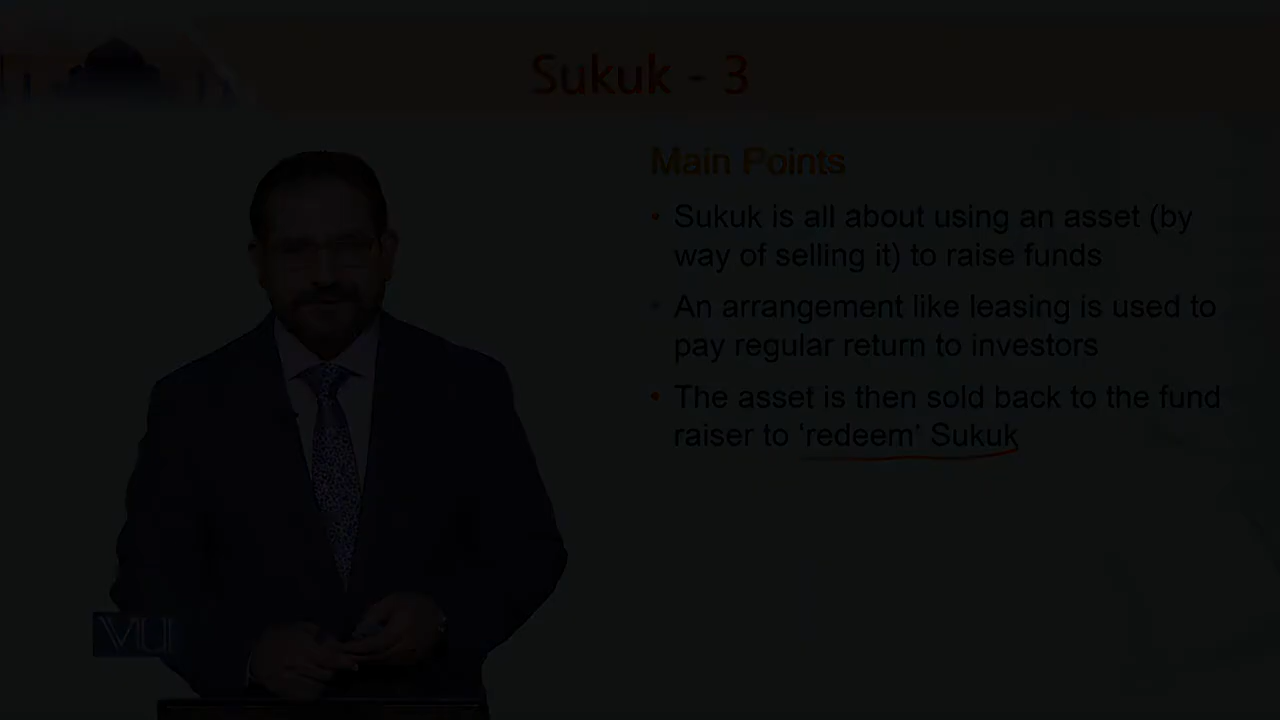 Sukuk - 3
Main Points
• Sukuk is all about using an asset (by
way of selling it) to raise funds
• An arrangement like leasing is used to
pay regular return to investors
• The asset is then sold back to the fund
raiser to ‘redeem’ Sukuk
VU